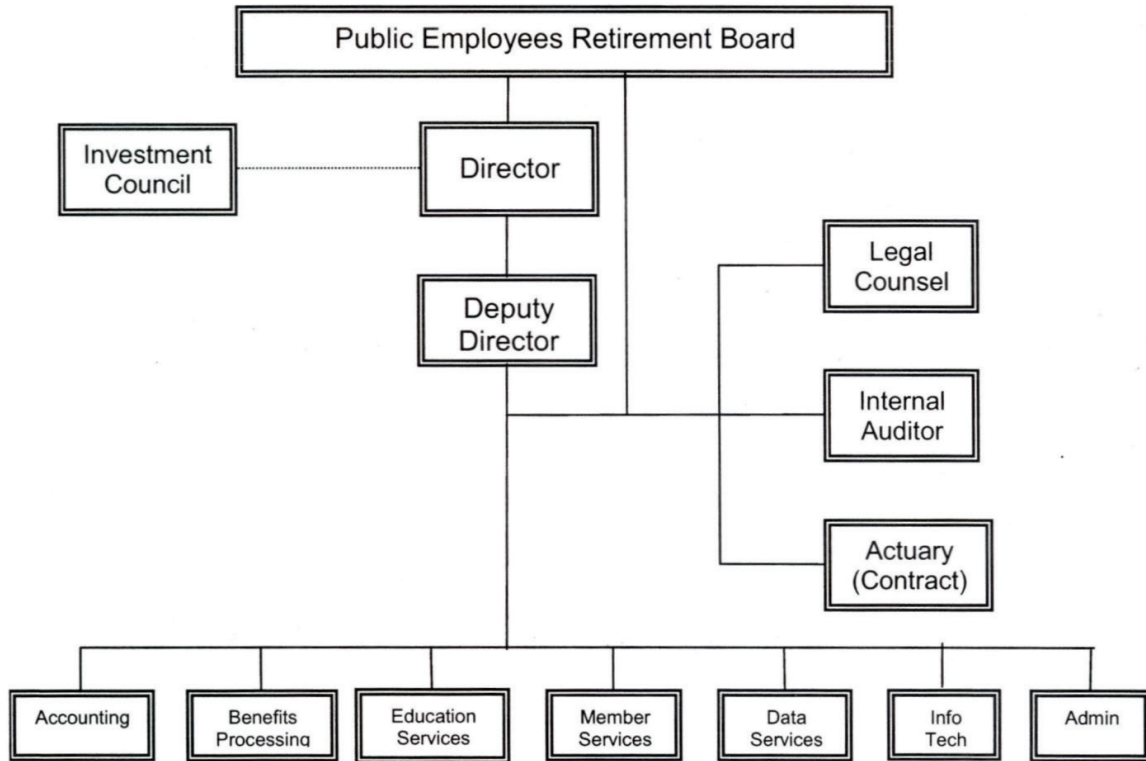 Public Employees Retirement Board
Investment
Council
Director
Deputy
Director
Legal
Counsel
Internal
Auditor
Actuary
(Contract)
Accounting
Benefits
Processing
Education
Services
Member
Services
Data
Services
Info
Tech
Admin